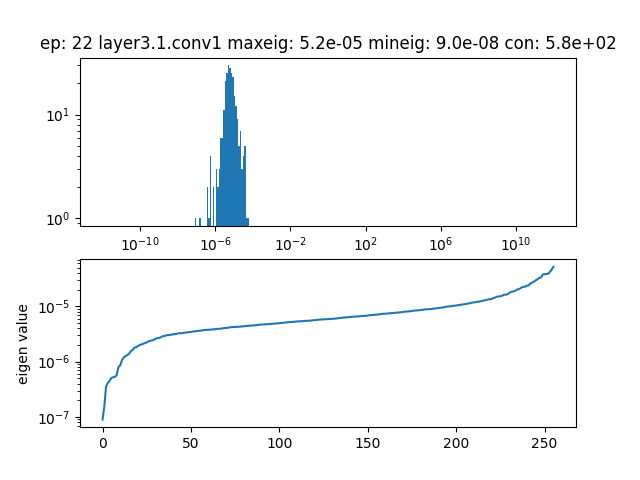 ep: 22 layer3.1.conv1 maxeig: 5.2e-05 mineig: 9.0e-08 con: 5.8e+02
10¹
10⁰
10⁻¹⁰ 10⁻⁶ 10⁻² 10² 10⁶ 10¹⁰
eigen value
10⁻⁵
10⁻⁶
10⁻⁷
0 50 100 150 200 250